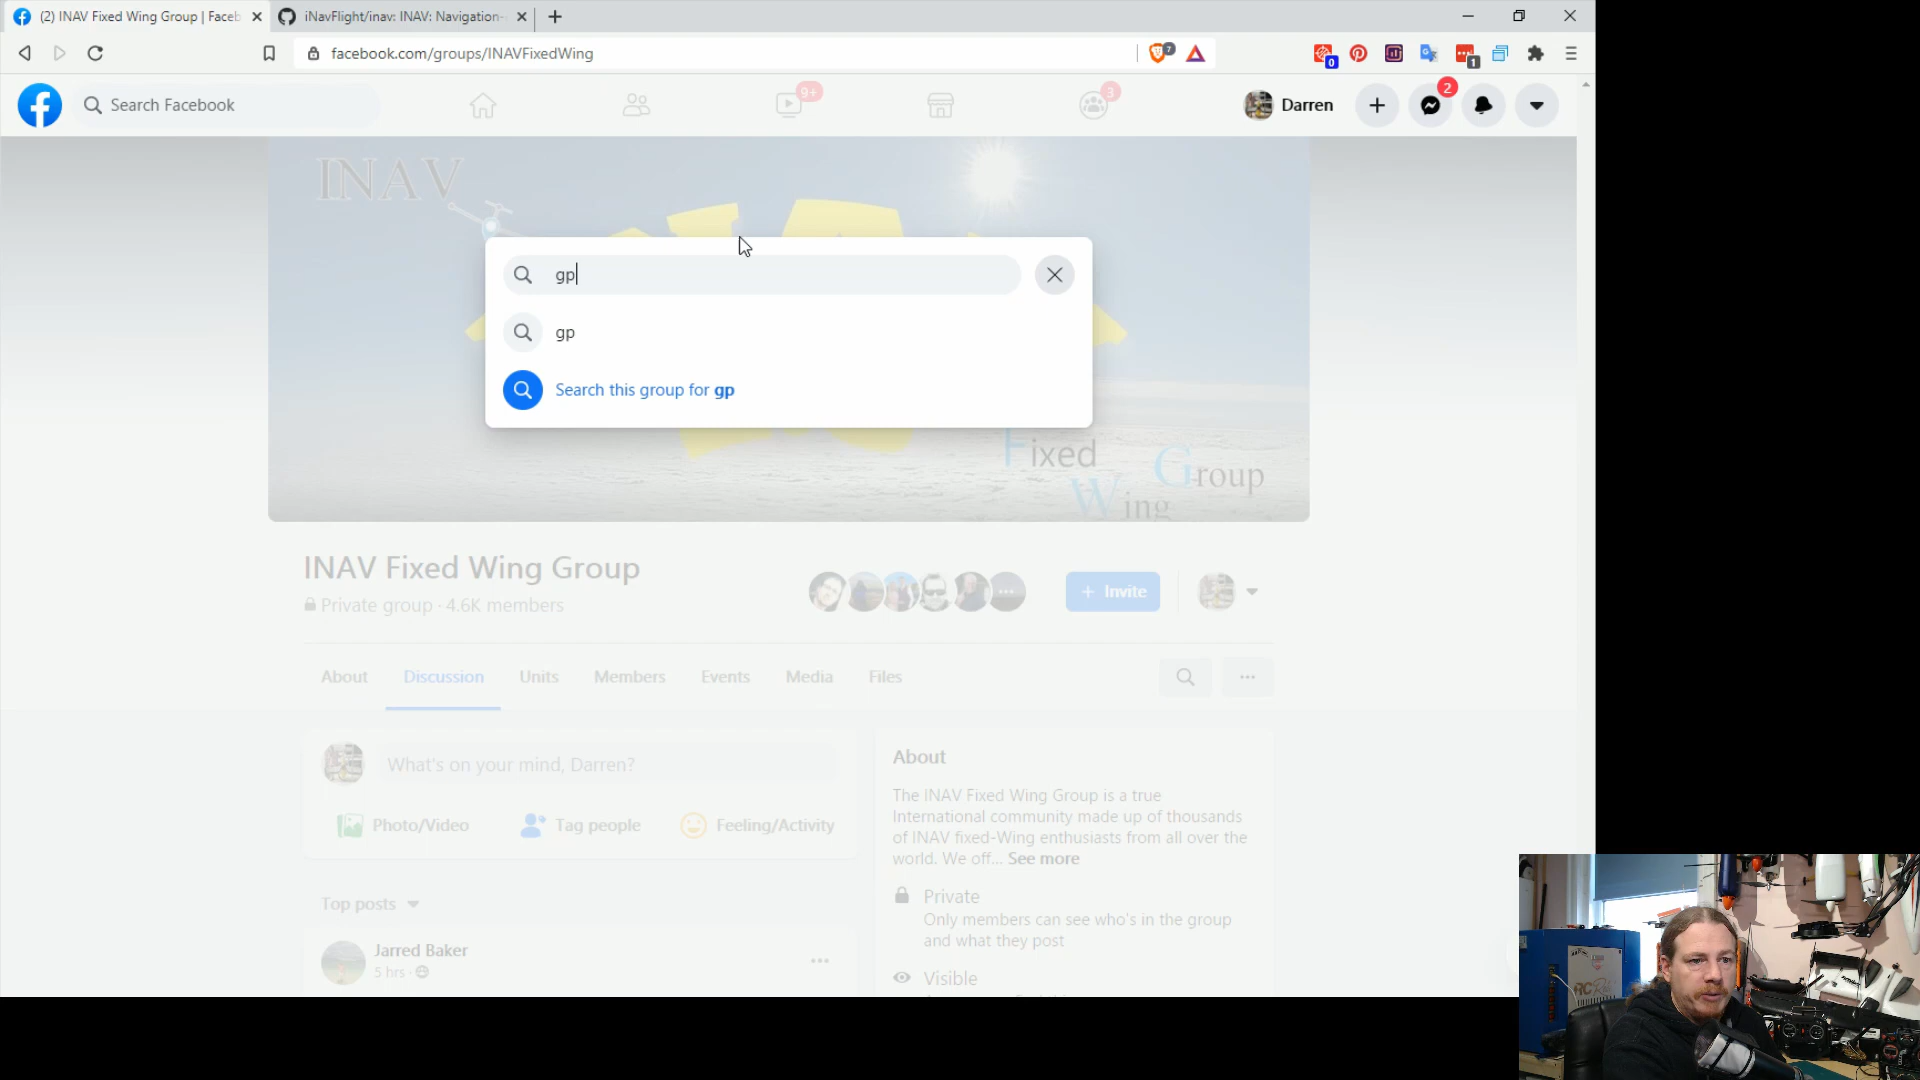 (2) INAV Fixed Wing Group | Faceb
iNavFlight/inav: INAV: Navigation-
facebook.com/groups/INAVFixedWing
7
0
1
Search Facebook
9+
3
Darren
2
INAV
gp
gp
Search this group for gp
Fixed
Wing
Group
INAV Fixed Wing Group
Private group · 4.6K members
+ Invite
About
Discussion
Units
Members
Events
Media
Files
What's on your mind, Darren?
Photo/Video
Tag people
Feeling/Activity
Top posts
Jarred Baker
5 hrs ·
About
The INAV Fixed Wing Group is a true
International community made up of thousands
of INAV fixed-Wing enthusiasts from all over the
world. We off... See more
Private
Only members can see who's in the group
and what they post
Visible